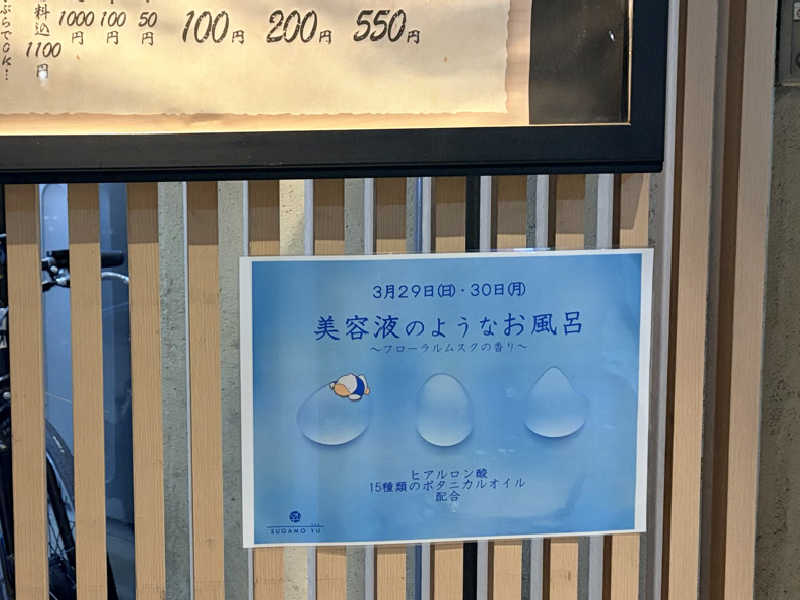 ぶらでOK…
料込
1100
円
1000
円
100
円
50
円
100円
200円
550円
3月29日(日)・30日(月)
美容液のようなお風呂
～フローラルムスクの香り～
ヒアルロン酸
15種類のボタニカルオイル
配合
SUGAMO YU